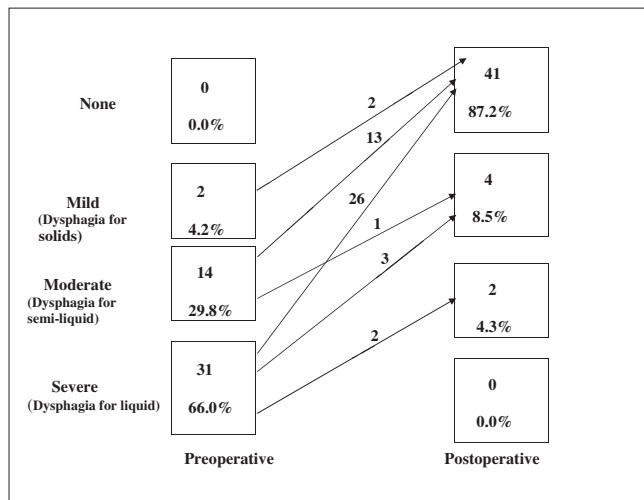 None
0
0.0%
2
13
41
87.2%
Mild
(Dysphagia for
solids)
2
4.2%
26
1
4
8.5%
Moderate
(Dysphagia for
semi-liquid)
14
29.8%
3
2
2
4.3%
Severe
(Dysphagia for liquid)
31
66.0%
0
0.0%
Preoperative
Postoperative